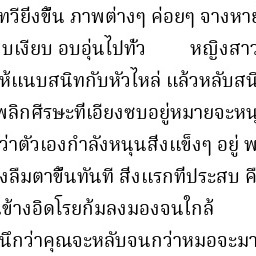 ทวียิ่งขึ้น ภาพต่างๆ ค่อยๆ จางหาย
บเงียบ อบอุ่นไปทั่ว หญิงสาว
ห้แนบสนิทกับหัวไหล่ แล้วหลับสนิ
พลิกศีรษะที่เอียงซบอยู่หมายจะหนุ
ว่าตัวเองกำลังหนุนสิ่งแข็งๆ อยู่ พ
งลืมตาขึ้นทันที สิ่งแรกที่ประสบ คื
ข้างอิดโรยก้มลงมองจนใกล้
นึกว่าคุณจะหลับจนกว่าหมอจะมา